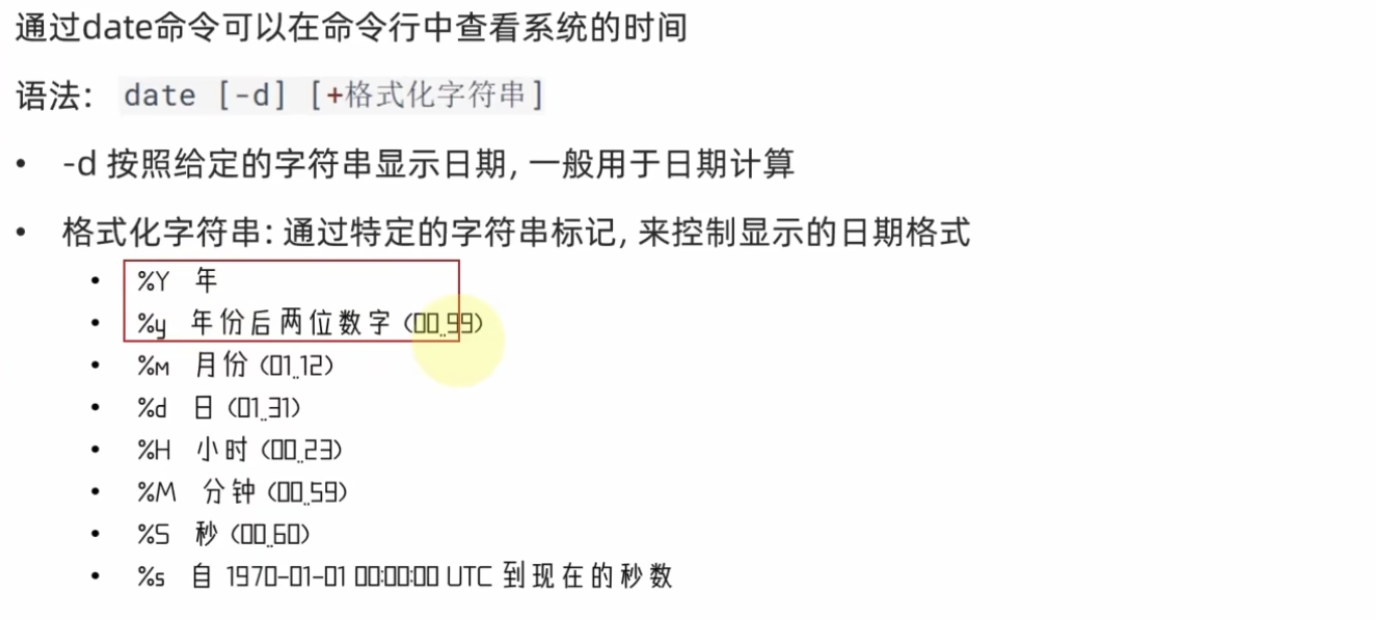 通过date命令可以在命令行中查看系统的时间
语法： date [-d] [+格式化字符串]
• -d 按照给定的字符串显示日期，一般用于日期计算
• 格式化字符串：通过特定的字符串标记，来控制显示的日期格式
• %Y 年
• %y 年份后两位数字 (00..99)
• %m 月份 (01..12)
• %d 日 (01..31)
• %H 小时 (00..23)
• %M 分钟 (00..59)
• %S 秒 (00..60)
• %s 自 1970-01-01 00:00:00 UTC 到现在的秒数